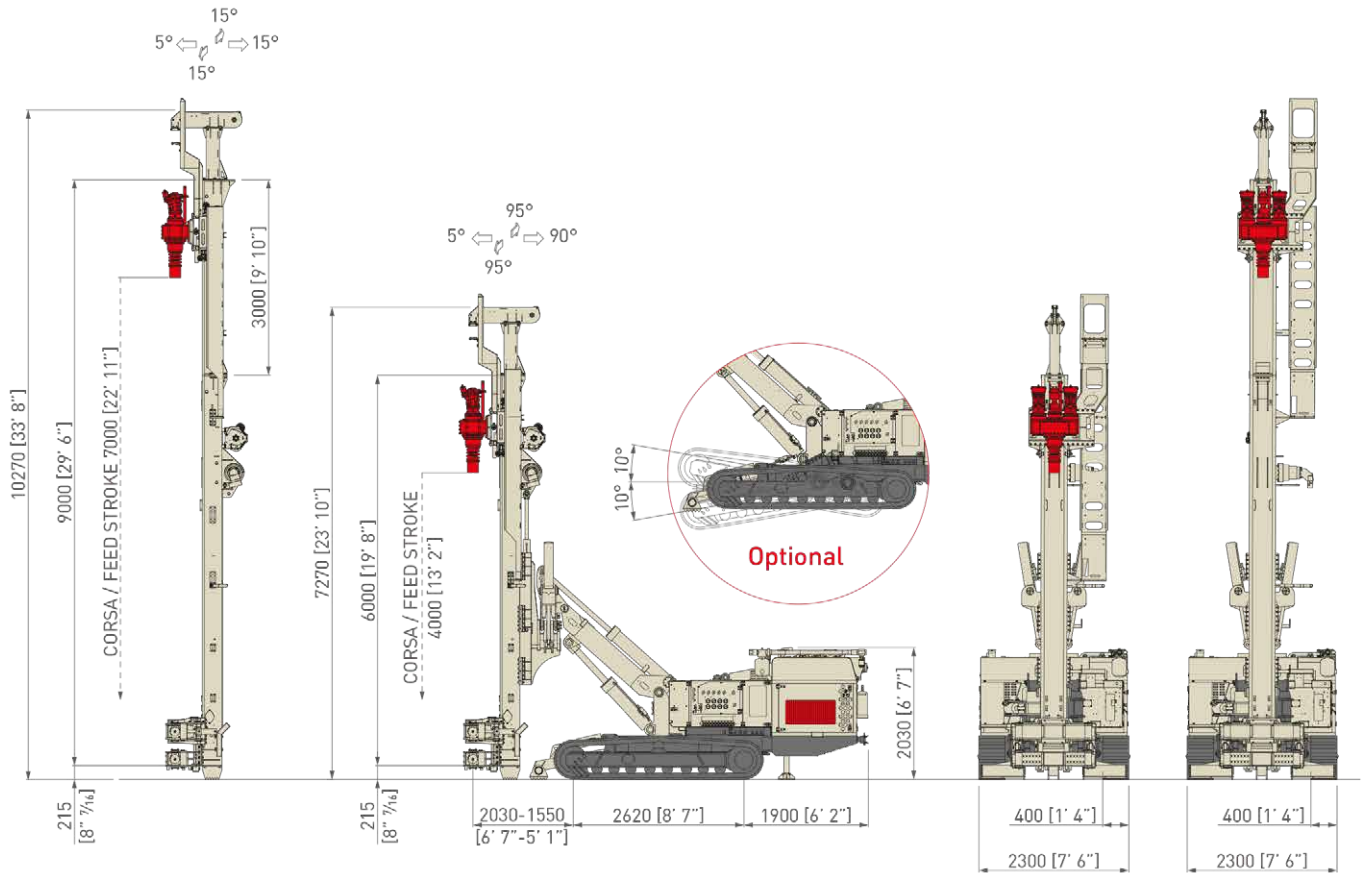 15°
5° 15°
15°
10270 [33' 8"]
9000 [29' 6"]
CORSA / FEED STROKE 7000 [22' 11"]
3000 [9' 10"]
215
[8" 7/16]
95°
5° 90°
95°
7270 [23' 10"]
6000 [19' 8"]
CORSA / FEED STROKE
4000 [13' 2"]
215
[8" 7/16]
10°
10°
Optional
2030 [6' 7"]
2030-1550
[6' 7"-5' 1"]
2620 [8' 7"]
1900 [6' 2"]
400 [1' 4"]
2300 [7' 6"]
400 [1' 4"]
2300 [7' 6"]